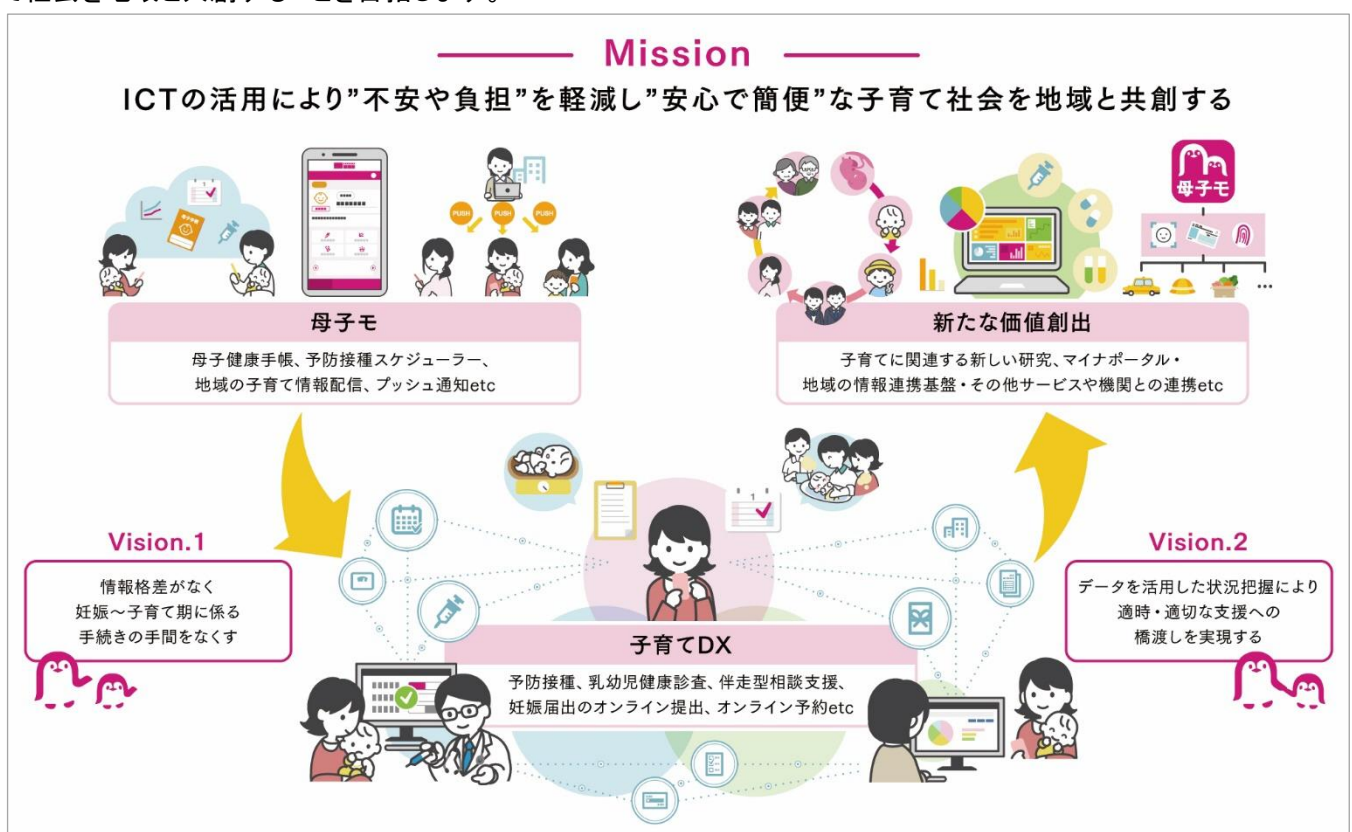 Mission
ICTの活用により”不安や負担”を軽減し”安心で簡便”な子育て社会を地域と共創する
PUSH
PUSH
PUSH
母子手帳
1
母子モ
母子モ
母子健康手帳、予防接種スケジューラー、
地域の子育て情報配信、プッシュ通知etc
新たな価値創出
子育てに関連する新しい研究、マイナポータル・
地域の情報連携基盤・その他サービスや機関との連携etc
…
Vision.1
情報格差がなく
妊娠〜子育て期に係る
手続きの手間をなくす
1
Vision.2
データを活用した状況把握により
適時・適切な支援への
橋渡しを実現する
子育てDX
予防接種、乳幼児健康診査、伴走型相談支援、
妊娠届出のオンライン提出、オンライン予約etc